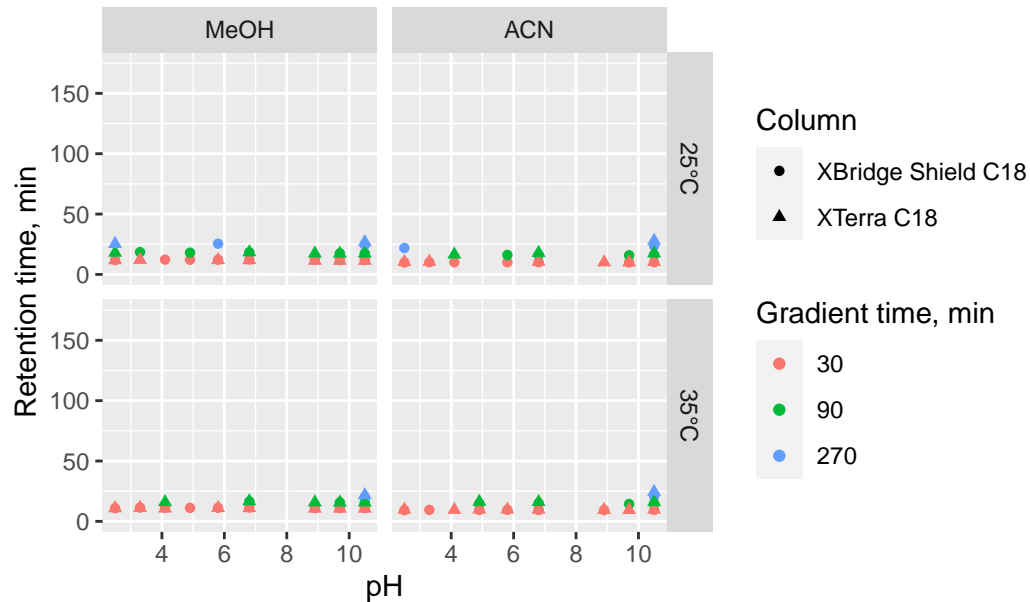 MeOH ACN
150
100
50
0
25°C
150
100
50
0
35°C
4 6 8 10 4 6 8 10
pH
Retention time, min
Column
XBridge Shield C18
XTerra C18
Gradient time, min
30
90
270